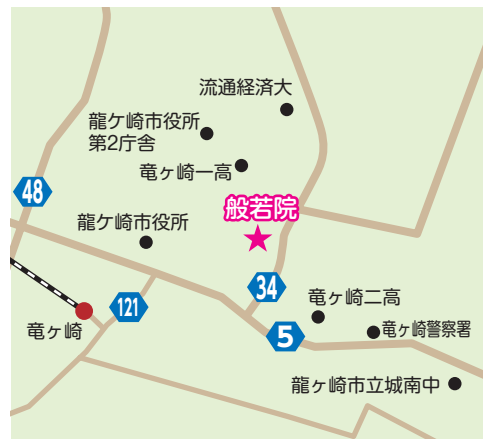 流通経済大
龍ケ崎市役所
第2庁舎
竜ヶ崎一高
48
般若院
龍ケ崎市役所
34
121
竜ヶ崎二高
竜ヶ崎
5
竜ヶ崎警察署
龍ヶ崎市立城南中